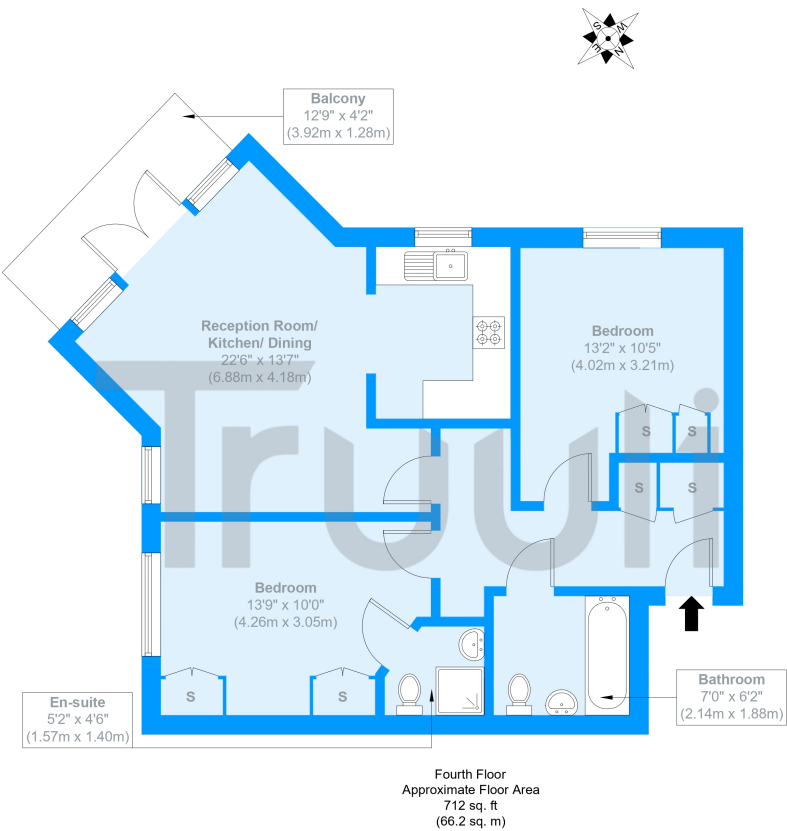 S
W
E
N
Balcony
12'9" x 4'2"
(3.92m x 1.28m)
Reception Room/
Kitchen/ Dining
22'6" x 13'7"
(6.88m x 4.18m)
Bedroom
13'2" x 10'5"
(4.02m x 3.21m)
S
S
Truuli
S
S
Bedroom
13'9" x 10'0"
(4.26m x 3.05m)
S
S
En-suite
5'2" x 4'6"
(1.57m x 1.40m)
Bathroom
7'0" x 6'2"
(2.14m x 1.88m)
Fourth Floor
Approximate Floor Area
712 sq. ft
(66.2 sq. m)